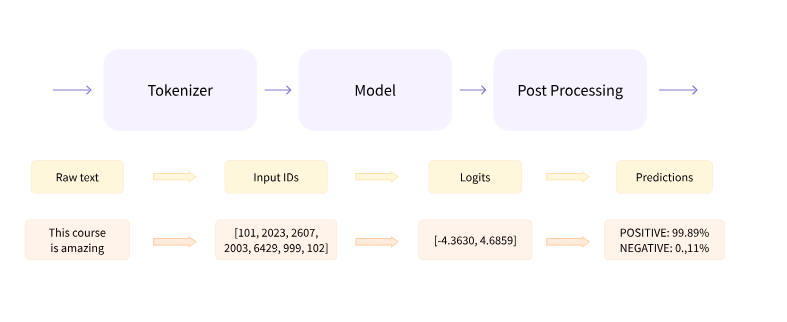 Tokenizer
Model
Post Processing
Raw text
Input IDs
Logits
Predictions
This course
is amazing
[101, 2023, 2607,
2003, 6429, 999, 102]
[-4.3630, 4.6859]
POSITIVE: 99.89%
NEGATIVE: 0.,11%